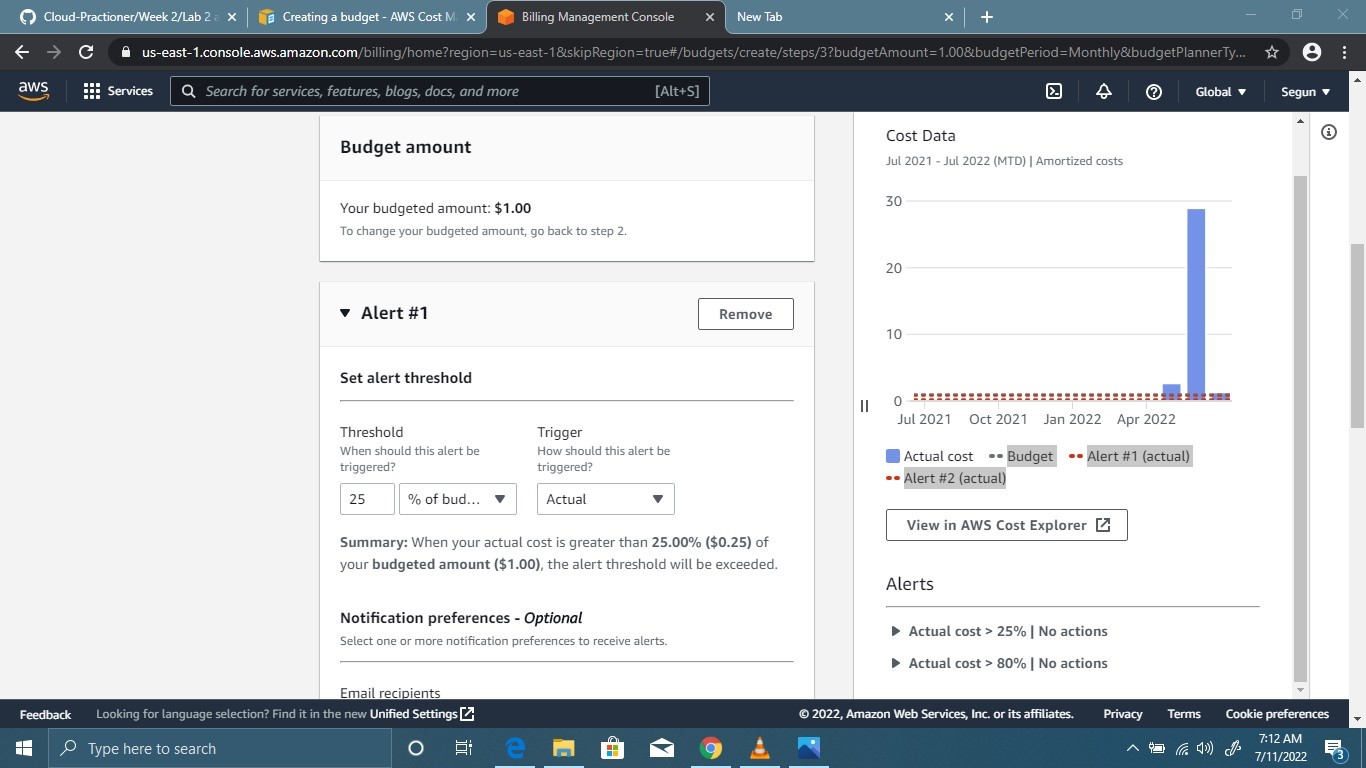 Cloud-Practioner/Week 2/Lab 2 a
Creating a budget - AWS Cost M
Billing Management Console
New Tab
us-east-1.console.aws.amazon.com/billing/home?region=us-east-1&skipRegion=true#/budgets/create/steps/3?budgetAmount=1.00&budgetPeriod=Monthly&budgetPlannerTy...
aws
Services
Search for services, features, blogs, docs, and more
[Alt+S]
Global
Segun
Budget amount
Your budgeted amount: $1.00
To change your budgeted amount, go back to step 2.
Alert #1
Remove
Set alert threshold
Threshold
When should this alert be
triggered?
25
% of bud...
Trigger
How should this alert be
triggered?
Actual
Summary: When your actual cost is greater than 25.00% ($0.25) of
your budgeted amount ($1.00), the alert threshold will be exceeded.
Notification preferences - Optional
Select one or more notification preferences to receive alerts.
Email recipients
Cost Data
Jul 2021 - Jul 2022 (MTD) | Amortized costs
30
20
10
0
Jul 2021 Oct 2021 Jan 2022 Apr 2022
Actual cost Budget Alert #1 (actual)
Alert #2 (actual)
View in AWS Cost Explorer
Alerts
Actual cost > 25% | No actions
Actual cost > 80% | No actions
Feedback
Looking for language selection? Find it in the new Unified Settings
© 2022, Amazon Web Services, Inc. or its affiliates.
Privacy
Terms
Cookie preferences
Type here to search
7:12 AM
7/11/2022
3